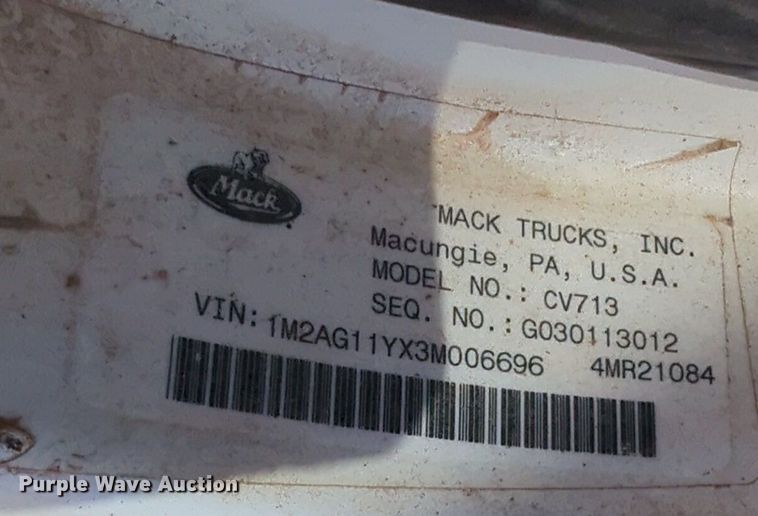 Mack
MACK TRUCKS, INC.
Macungie, PA, U.S.A.
MODEL NO.: CV713
SEQ. NO.: G030113012
VIN: 1M2AG11YX3M006696 4MR21084
Purple Wave Auction